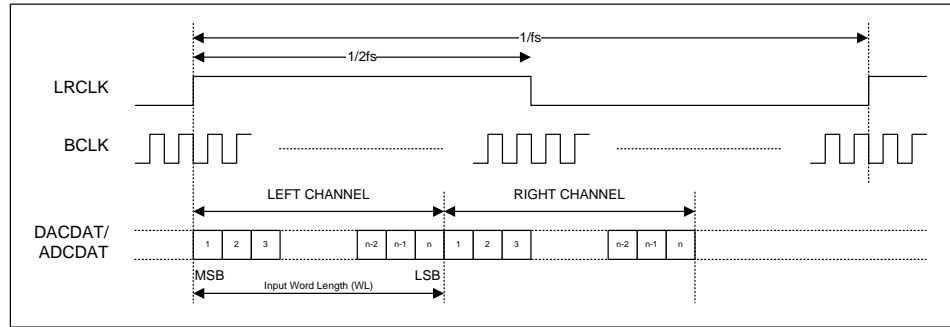 1/fs
1/2fs
LRCLK
BCLK
LEFT CHANNEL RIGHT CHANNEL
DACDAT/
ADCDAT
1 2 3 n-2 n-1 n 1 2 3 n-2 n-1 n
MSB LSB
Input Word Length (WL)